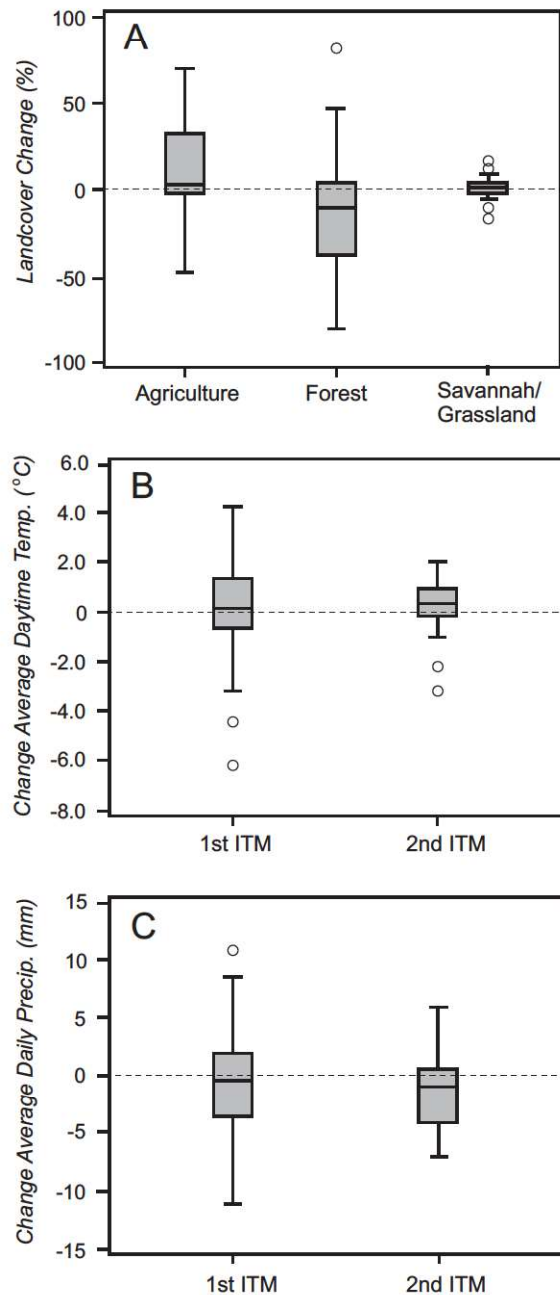 A
Landcover Change (%)
100
50
0
-50
-100
Agriculture
Forest
Savannah/
Grassland
B
Change Average Daytime Temp. (°C)
6.0
4.0
2.0
0
-2.0
-4.0
-6.0
-8.0
1st ITM
2nd ITM
C
Change Average Daily Precip. (mm)
15
10
5
0
-5
-10
-15
1st ITM
2nd ITM